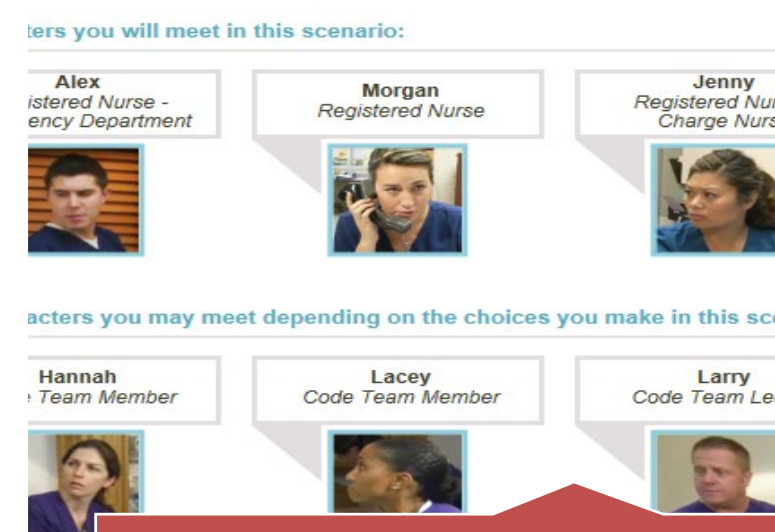 ters you will meet in this scenario:
Alex
istered Nurse -
ency Department
Morgan
Registered Nurse
Jenny
Registered Nur
Charge Nurs
acters you may meet depending on the choices you make in this sce
Hannah
Team Member
Lacey
Code Team Member
Larry
Code Team Le